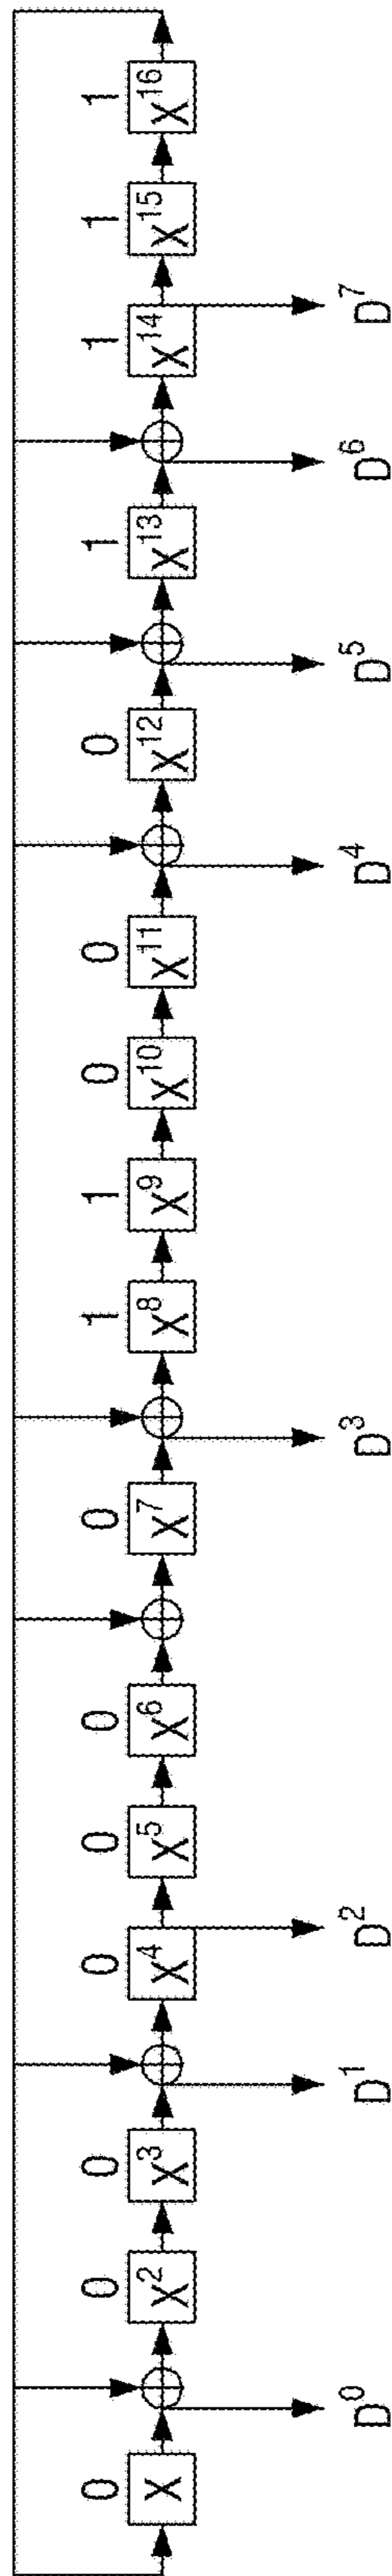 0 0 0 0 0 0 0 1 1 0 0 0 1 1 1 1
X X² X³ X⁴ X⁵ X⁶ X⁷ X⁸ X⁹ X¹⁰ X¹¹ X¹² X¹³ X¹⁴ X¹⁵ X¹⁶
D⁰ D¹ D² D³ D⁴ D⁵ D⁶ D⁷